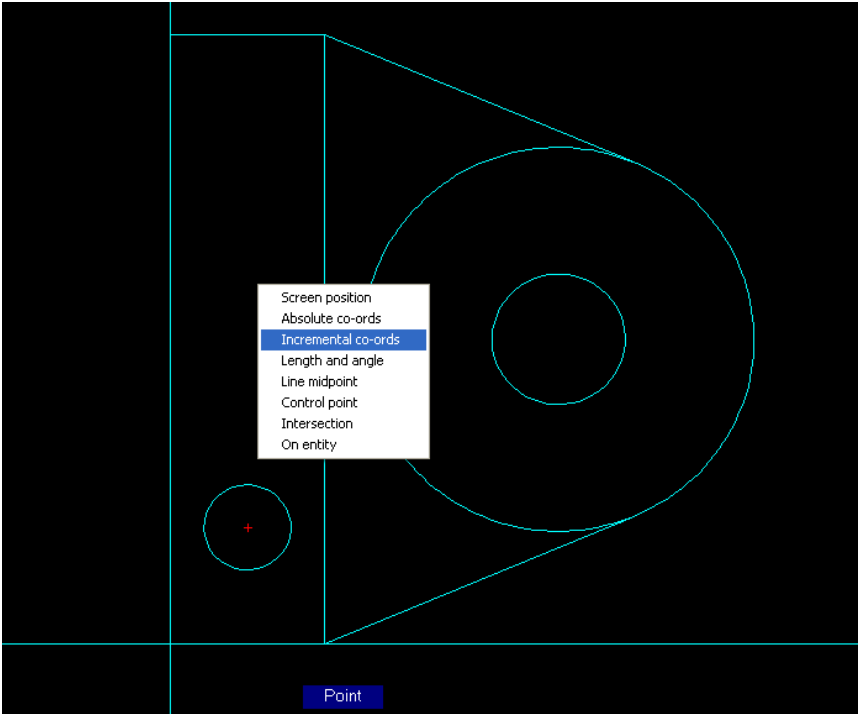 Screen position
Absolute co-ords
Incremental co-ords
Length and angle
Line midpoint
Control point
Intersection
On entity
Point